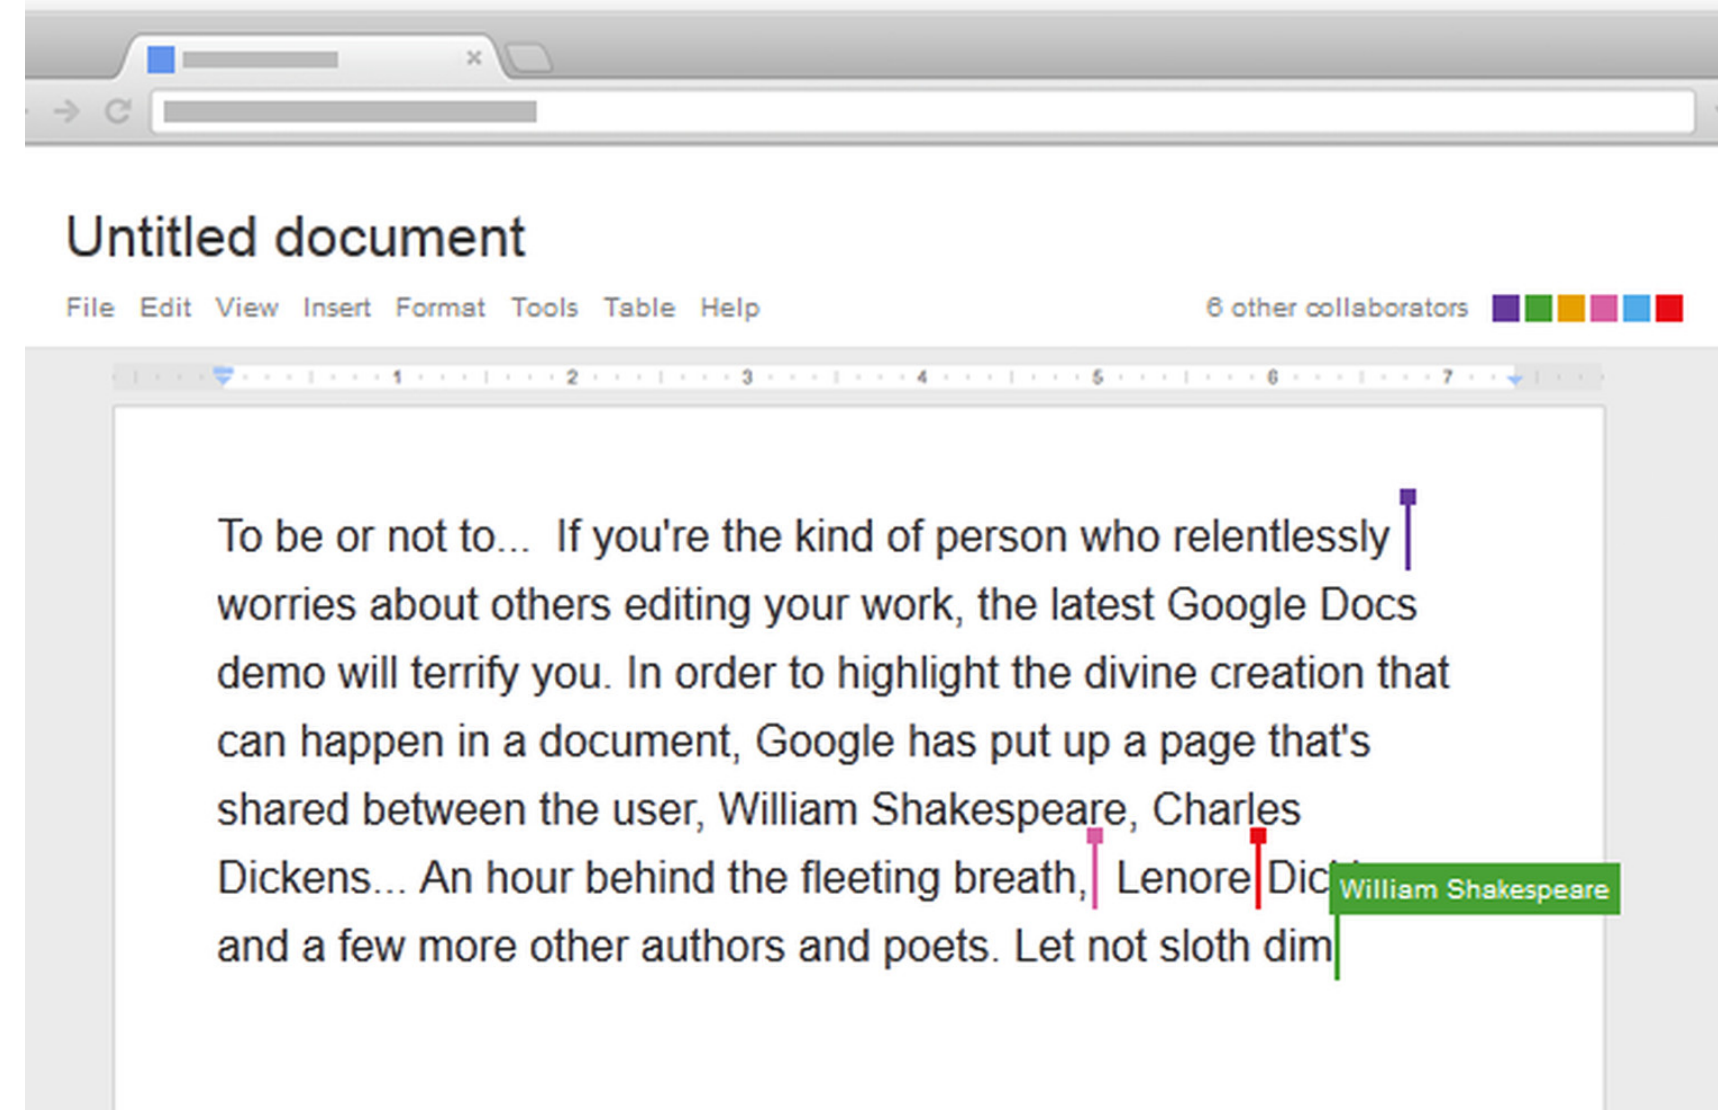 Untitled document
File Edit View Insert Format Tools Table Help
6 other collaborators
1 2 3 4 5 6 7
To be or not to... If you're the kind of person who relentlessly
worries about others editing your work, the latest Google Docs
demo will terrify you. In order to highlight the divine creation that
can happen in a document, Google has put up a page that's
shared between the user, William Shakespeare, Charles
Dickens... An hour behind the fleeting breath, Lenore
William Shakespeare
and a few more other authors and poets. Let not sloth dim